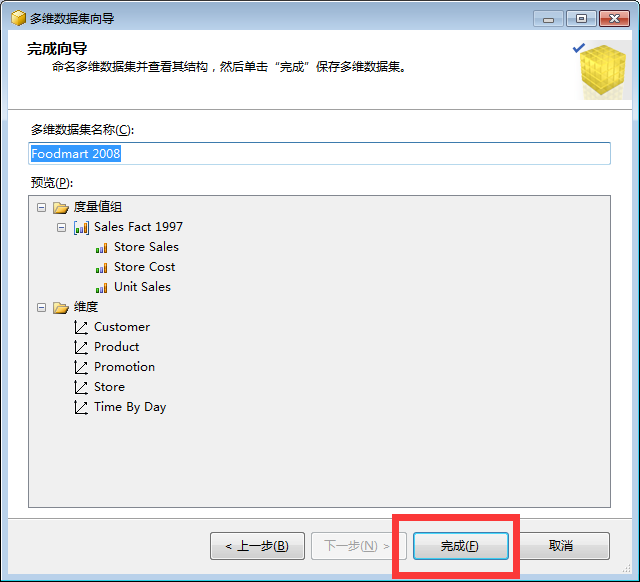 多维数据集向导
完成向导
命名多维数据集并查看其结构，然后单击“完成”保存多维数据集。
多维数据集名称(C):
Foodmart 2008
预览(P):
度量值组
Sales Fact 1997
Store Sales
Store Cost
Unit Sales
维度
Customer
Product
Promotion
Store
Time By Day
< 上一步(B) 下一步(N) > 完成(F) 取消